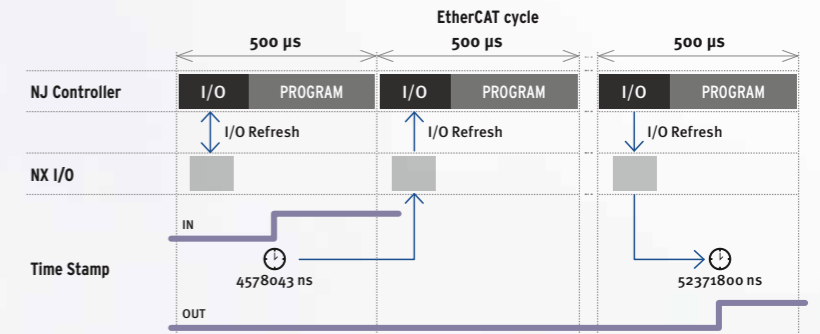 EtherCAT cycle
500 µs 500 µs 500 µs
NJ Controller I/O PROGRAM I/O PROGRAM I/O PROGRAM
I/O Refresh I/O Refresh I/O Refresh
NX I/O
IN
Time Stamp
4578043 ns 52371800 ns
OUT